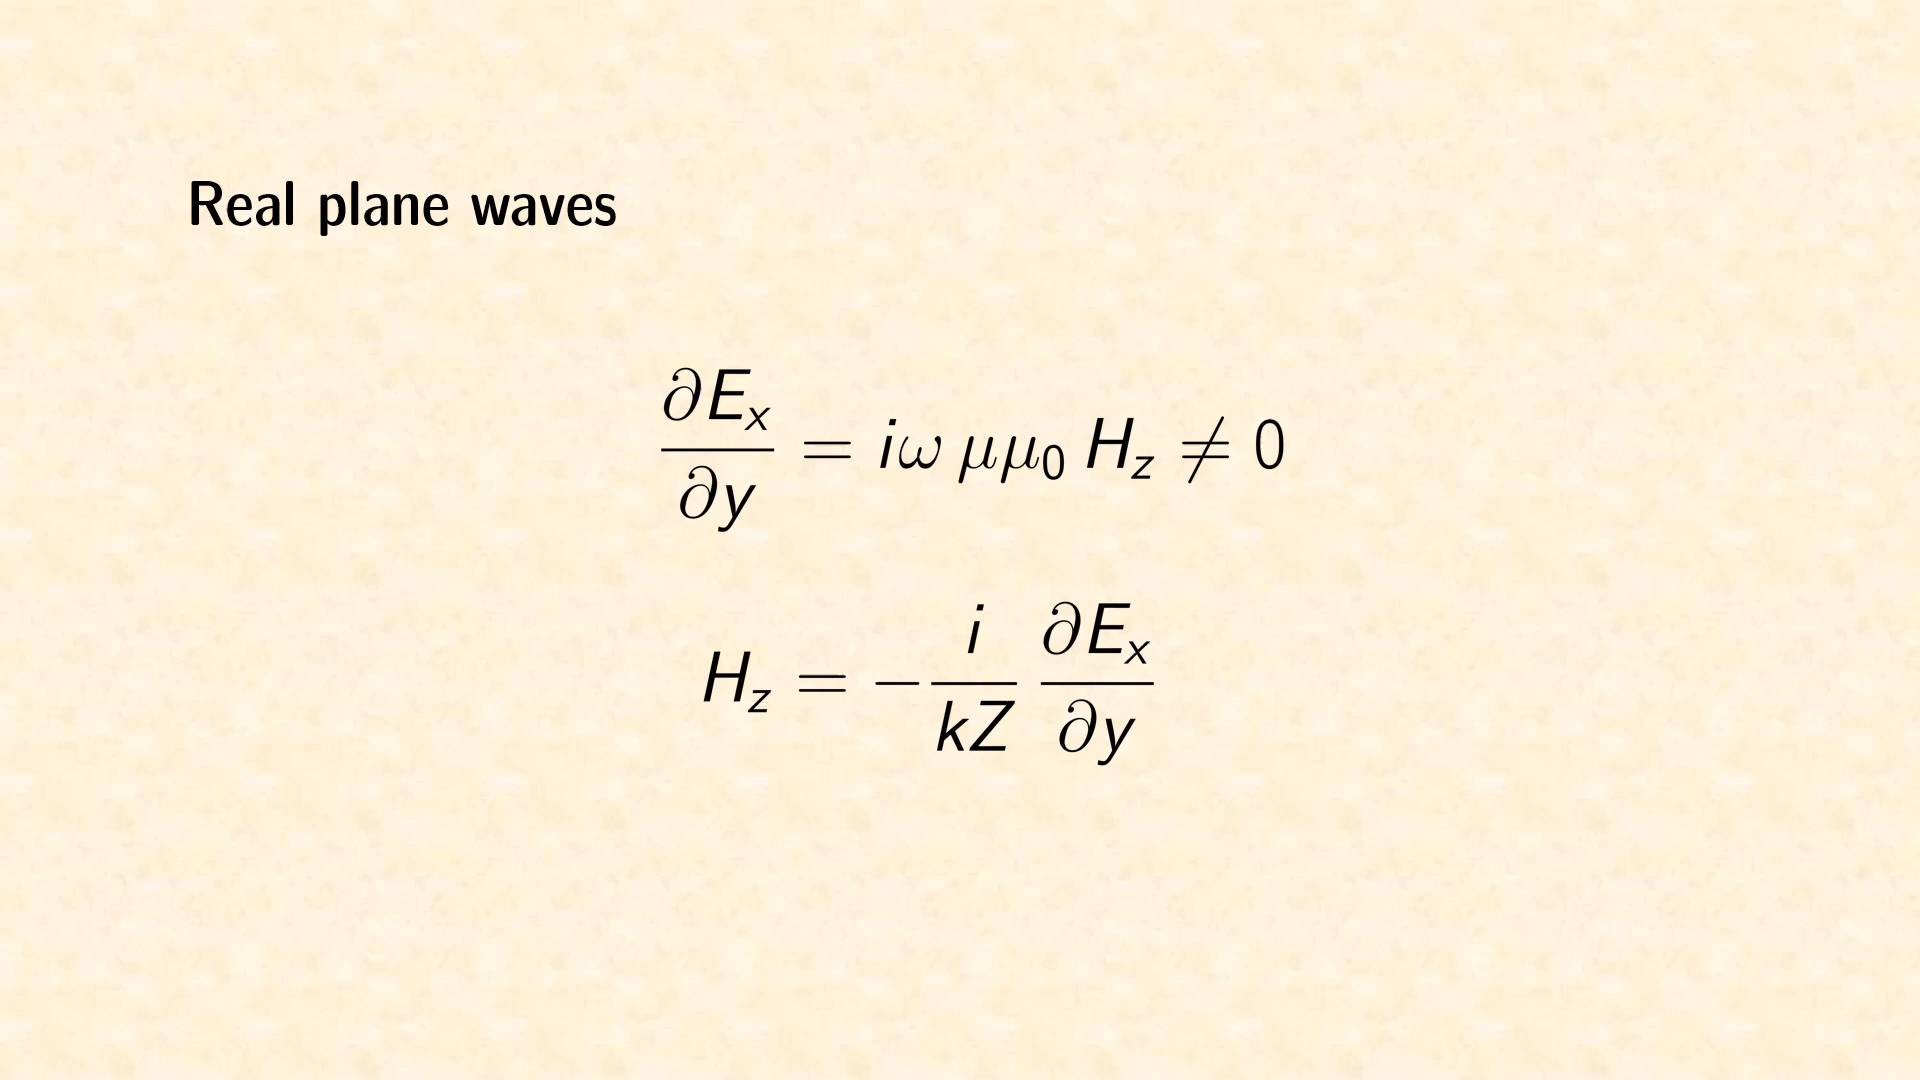 Real plane waves
∂E_x/∂y = iω μμ_0 H_z ≠ 0
H_z = −i/kZ ∂E_x/∂y